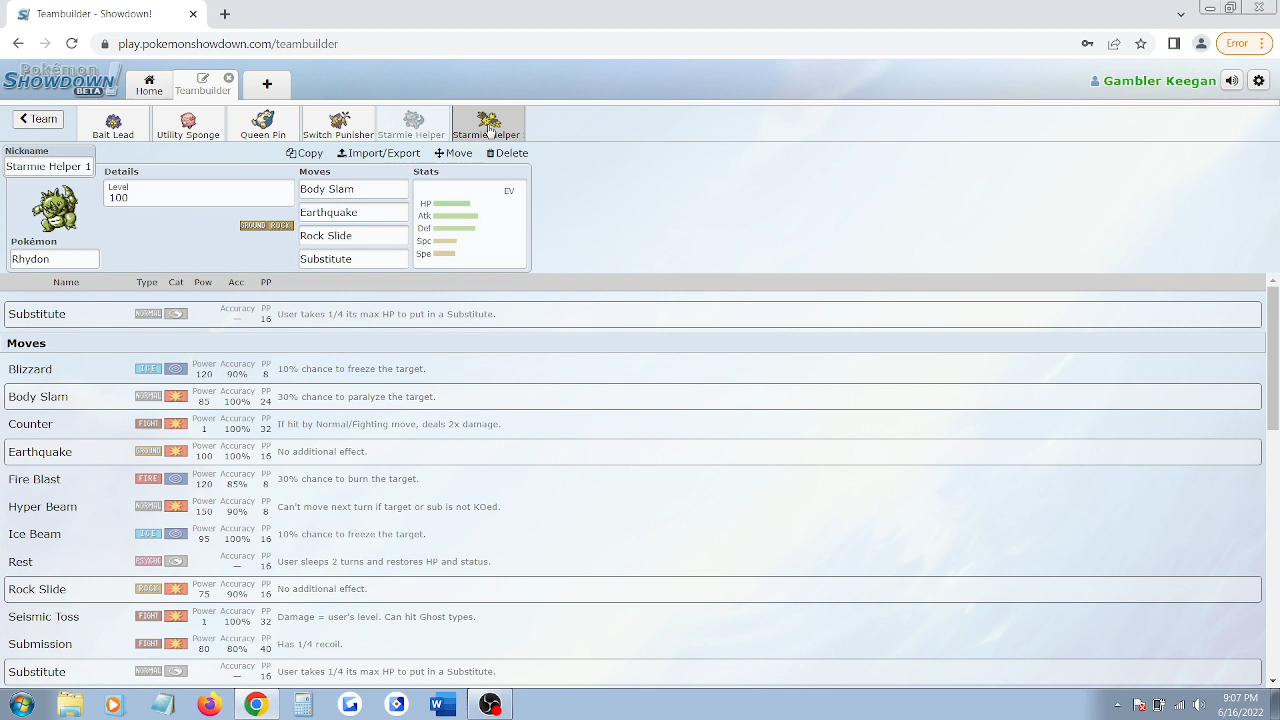 Teambuilder - Showdown!
play.pokemonshowdown.com/teambuilder
Error
Pokémon
SHOWDOWN
BETA
Home
Teambuilder
Gambler Keegan
Team
Bait Lead
Utility Sponge
Queen Pin
Switch Punisher
Starmie Helper
Starmie Helper
Nickname
Starmie Helper 1
Copy
Import/Export
Move
Delete
Details
Moves
Stats
Level
100
GROUND ROCK
Pokémon
Rhydon
Body Slam
Earthquake
Rock Slide
Substitute
EV
HP
Atk
Def
Spc
Spe
Name Type Cat Pow Acc PP
Substitute NORMAL Accuracy — PP 16 User takes 1/4 its max HP to put in a Substitute.
Moves
Blizzard ICE Power 120 Accuracy 90% PP 8 10% chance to freeze the target.
Body Slam NORMAL Power 85 Accuracy 100% PP 24 30% chance to paralyze the target.
Counter FIGHT Power 1 Accuracy 100% PP 32 If hit by Normal/Fighting move, deals 2x damage.
Earthquake GROUND Power 100 Accuracy 100% PP 16 No additional effect.
Fire Blast FIRE Power 120 Accuracy 85% PP 8 30% chance to burn the target.
Hyper Beam NORMAL Power 150 Accuracy 90% PP 8 Can't move next turn if target or sub is not KOed.
Ice Beam ICE Power 95 Accuracy 100% PP 16 10% chance to freeze the target.
Rest PSYCHC Accuracy — PP 16 User sleeps 2 turns and restores HP and status.
Rock Slide ROCK Power 75 Accuracy 90% PP 16 No additional effect.
Seismic Toss FIGHT Power 1 Accuracy 100% PP 32 Damage = user's level. Can hit Ghost types.
Submission FIGHT Power 80 Accuracy 80% PP 40 Has 1/4 recoil.
Substitute NORMAL Accuracy — PP 16 User takes 1/4 its max HP to put in a Substitute.
9:07 PM
6/16/2022